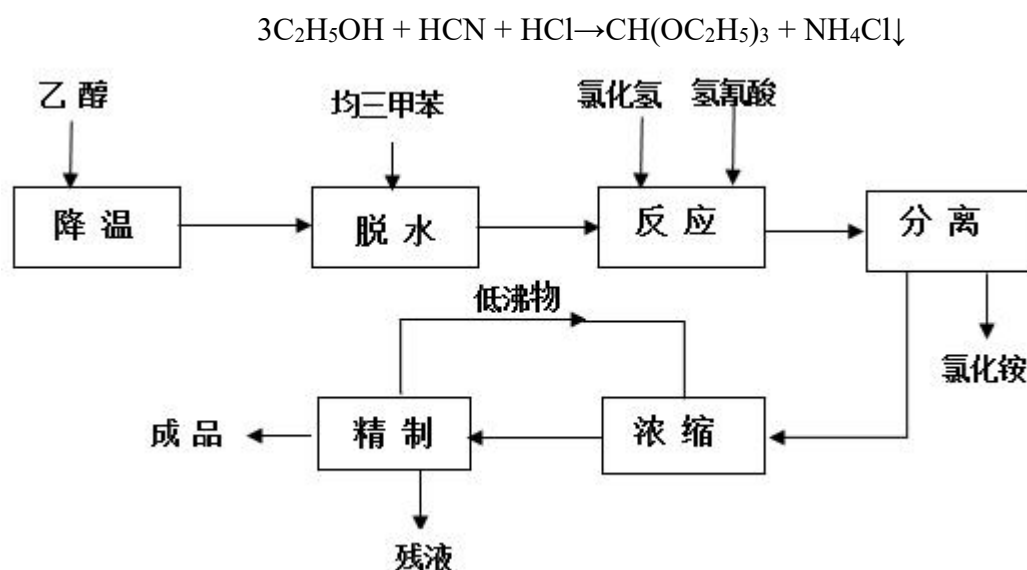 3C₂H₅OH + HCN + HCl→CH(OC₂H₅)₃ + NH₄Cl↓
乙 醇
均三甲苯
氯化氢
氢氰酸
降 温
脱 水
反 应
分 离
低沸物
氯化铵
成 品
精 制
浓 缩
残液